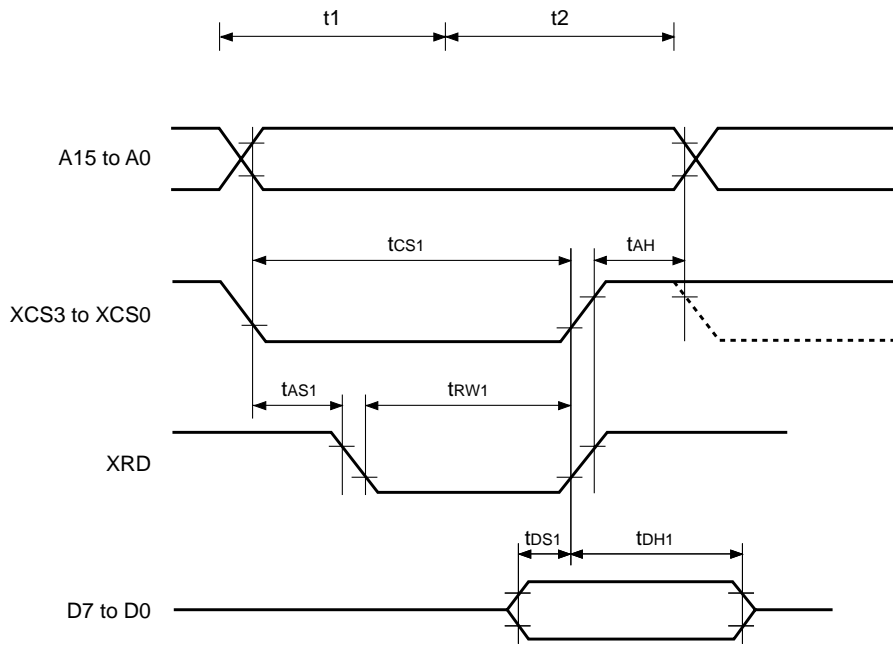 t1 t2
A15 to A0
tCS1 tAH
XCS3 to XCS0
tAS1 tRW1
XRD
tDS1 tDH1
D7 to D0